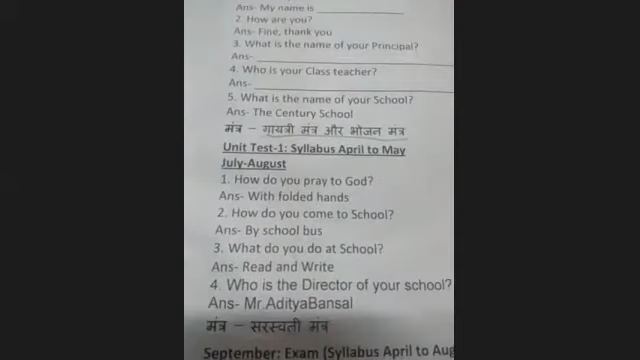 Ans- My name is ____________
2. How are you?
Ans- Fine, thank you
3. What is the name of your Principal?
Ans- ____________
4. Who is your Class teacher?
Ans- ____________
5. What is the name of your School?
Ans- The Century School
मंत्र – गायत्री मंत्र और भोजन मंत्र
Unit Test-1: Syllabus April to May
July-August
1. How do you pray to God?
Ans- With folded hands
2. How do you come to School?
Ans- By school bus
3. What do you do at School?
Ans- Read and Write
4. Who is the Director of your school?
Ans- Mr.AdityaBansal
मंत्र – सरस्वती मंत्र
September: Exam (Syllabus April to Aug